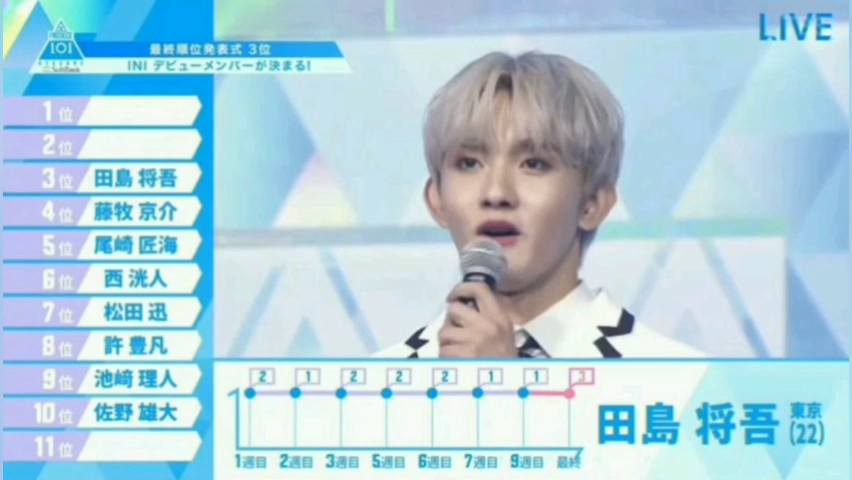 LIVE
101
最終順位発表式 3位
INI デビューメンバーが決まる!
1位
2位
3位 田島 将吾
4位 藤牧 京介
5位 尾崎 匠海
6位 西 洸人
7位 松田 迅
8位 許 豊凡
9位 池﨑 理人
10位 佐野 雄大
11位
2 1 2 2 2 1 1 3
1
1週目 2週目 3週目 5週目 6週目 7週目 9週目 最終
田島 将吾 東京 (22)